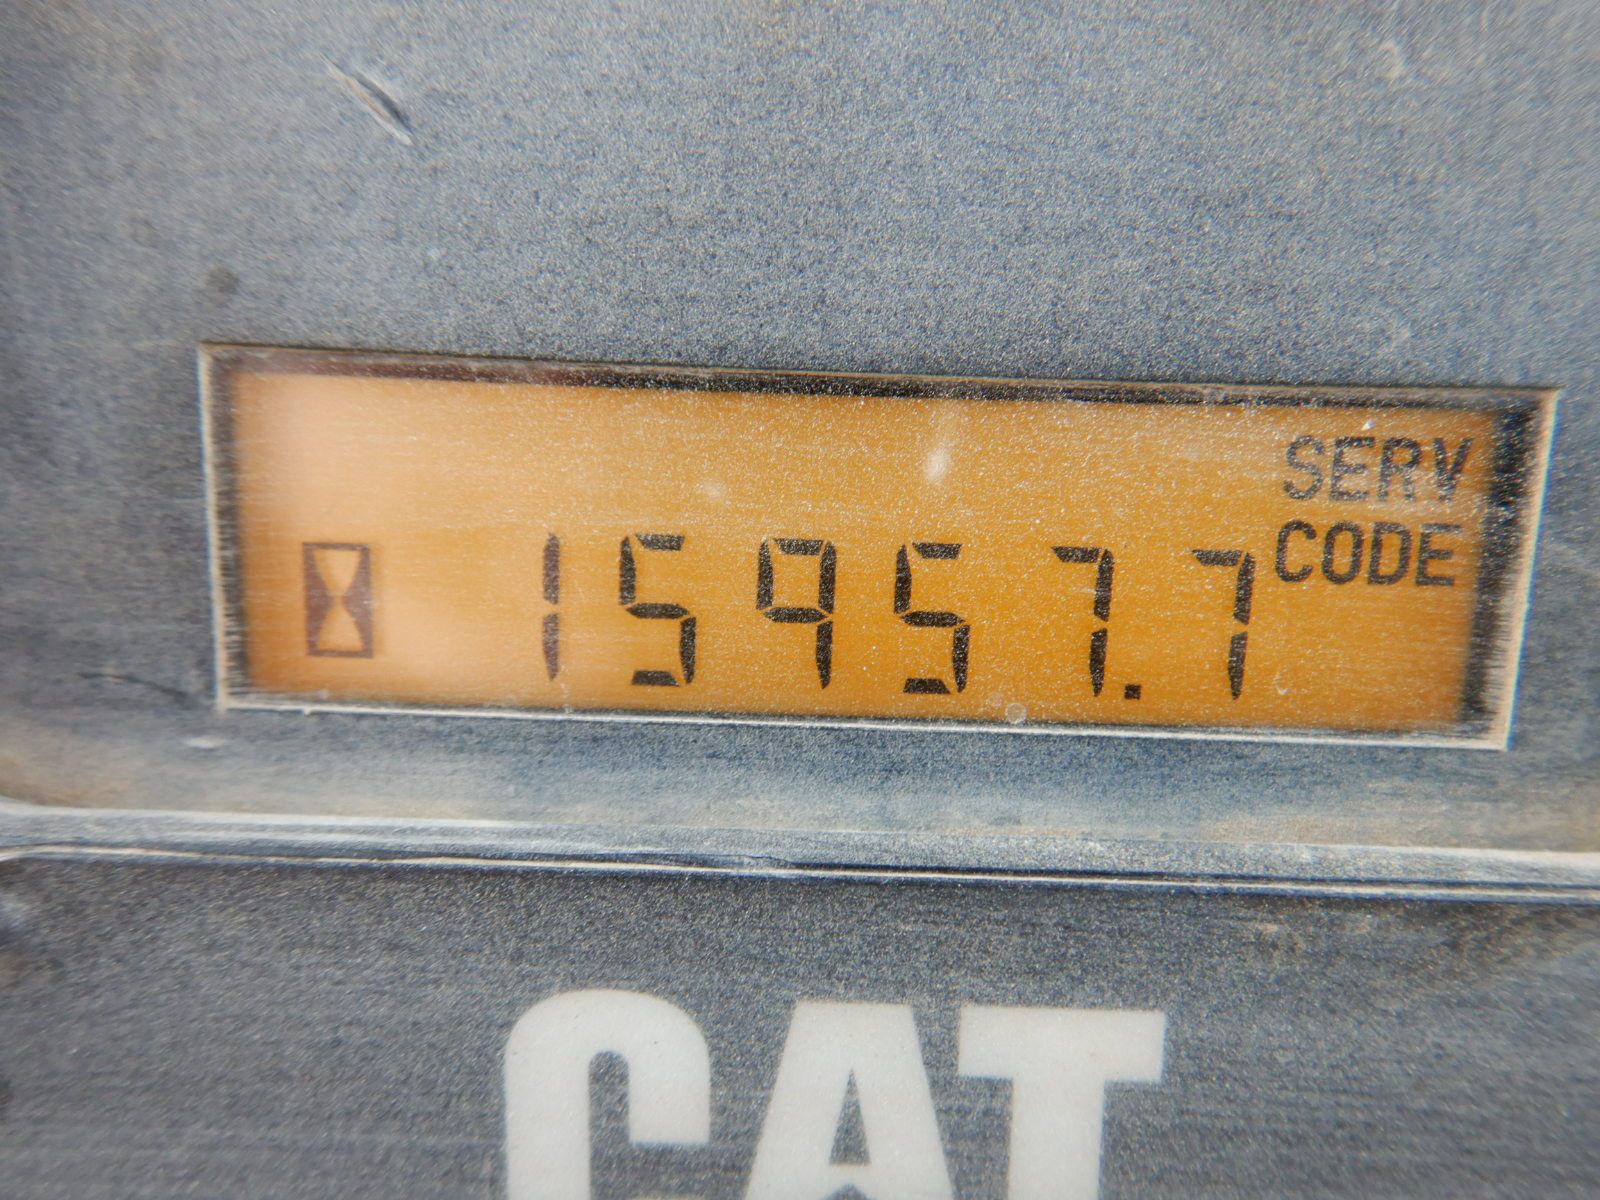 SERV
CODE
15957.7
CAT